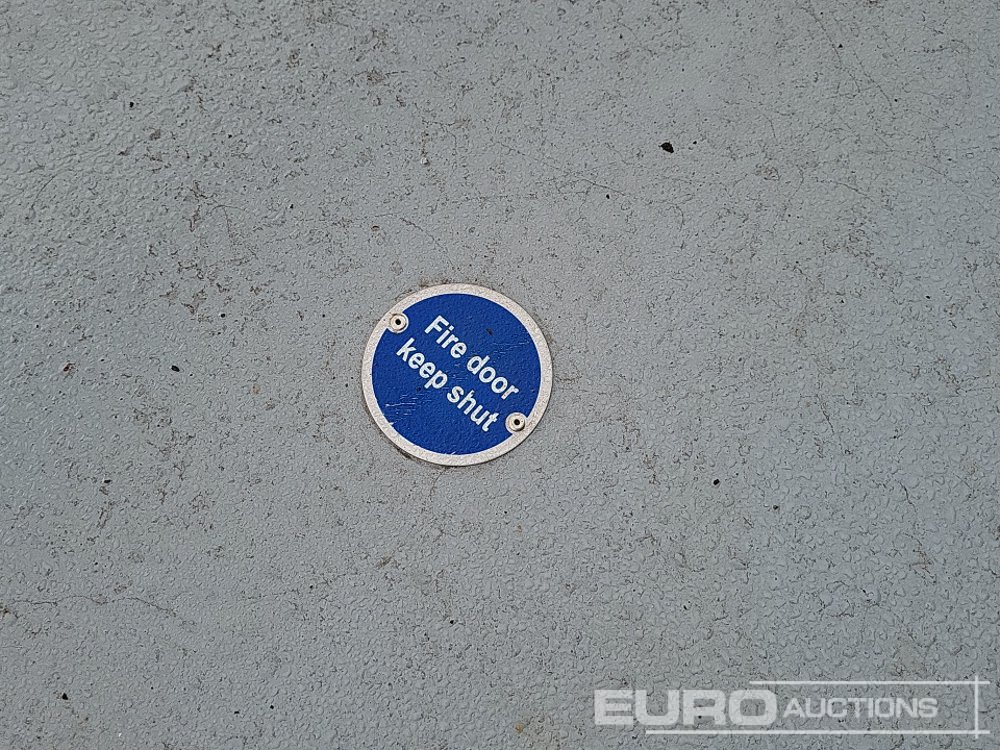 Fire door
keep shut
EURO AUCTIONS